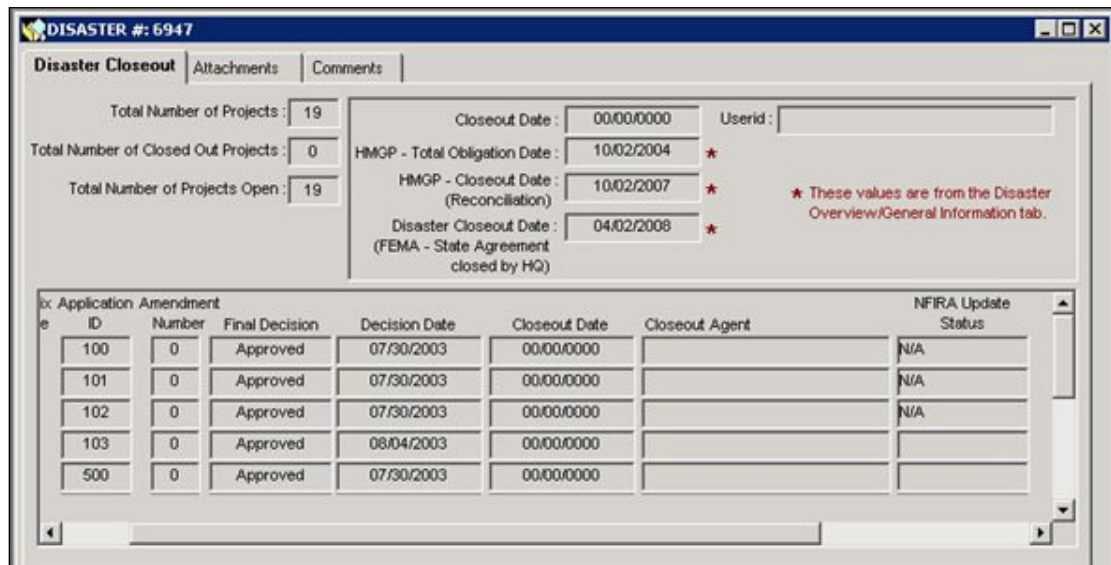 DISASTER #: 6947
Disaster Closeout Attachments Comments
Total Number of Projects : 19
Total Number of Closed Out Projects : 0
Total Number of Projects Open : 19
Closeout Date : 00/00/0000 Userid :
HMGP - Total Obligation Date : 10/02/2004 *
HMGP - Closeout Date : 10/02/2007 *
(Reconciliation)
Disaster Closeout Date : 04/02/2008 *
(FEMA - State Agreement
closed by HQ)
* These values are from the Disaster
Overview/General Information tab.
ix Application Amendment NFIRA Update
e ID Number Final Decision Decision Date Closeout Date Closeout Agent Status
100 0 Approved 07/30/2003 00/00/0000 N/A
101 0 Approved 07/30/2003 00/00/0000 N/A
102 0 Approved 07/30/2003 00/00/0000 N/A
103 0 Approved 08/04/2003 00/00/0000
500 0 Approved 07/30/2003 00/00/0000